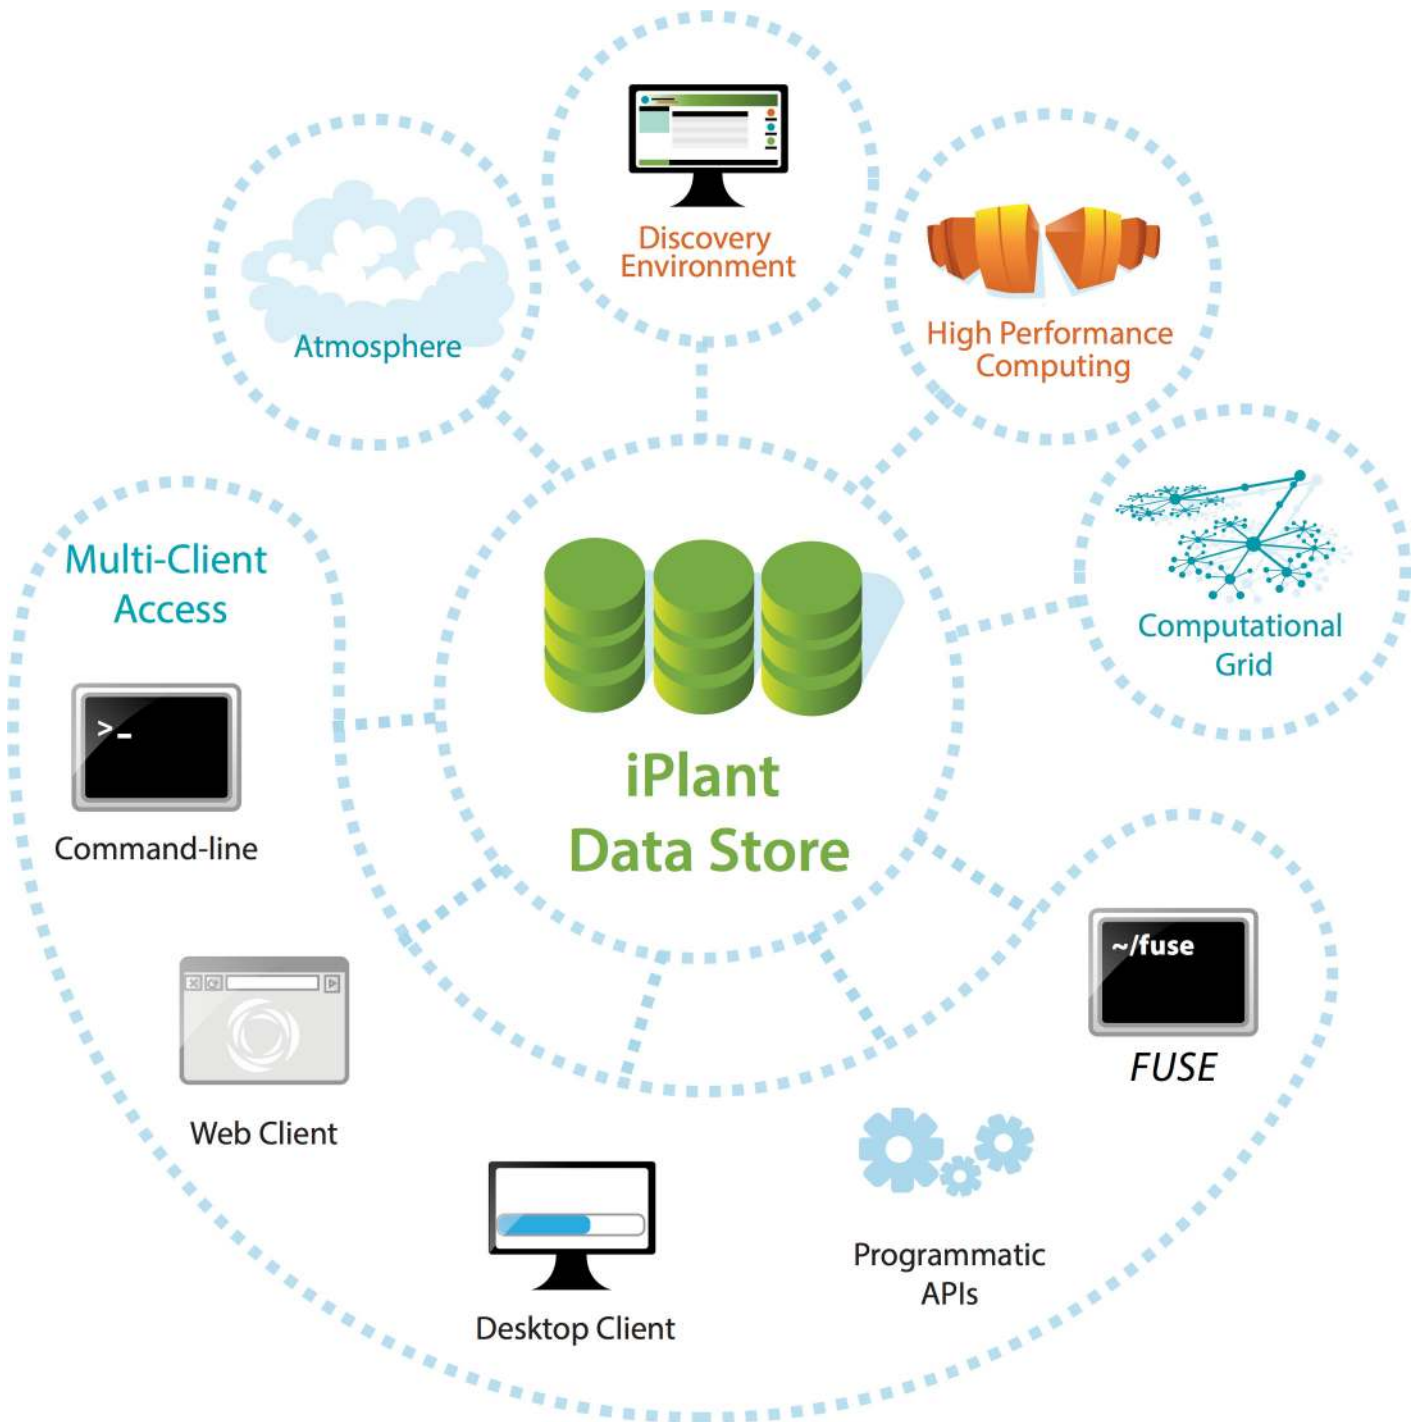 Discovery
Environment
Atmosphere
High Performance
Computing
Multi-Client
Access
Computational
Grid
>_
iPlant
Data Store
Command-line
~/fuse
FUSE
Web Client
Programmatic
APIs
Desktop Client